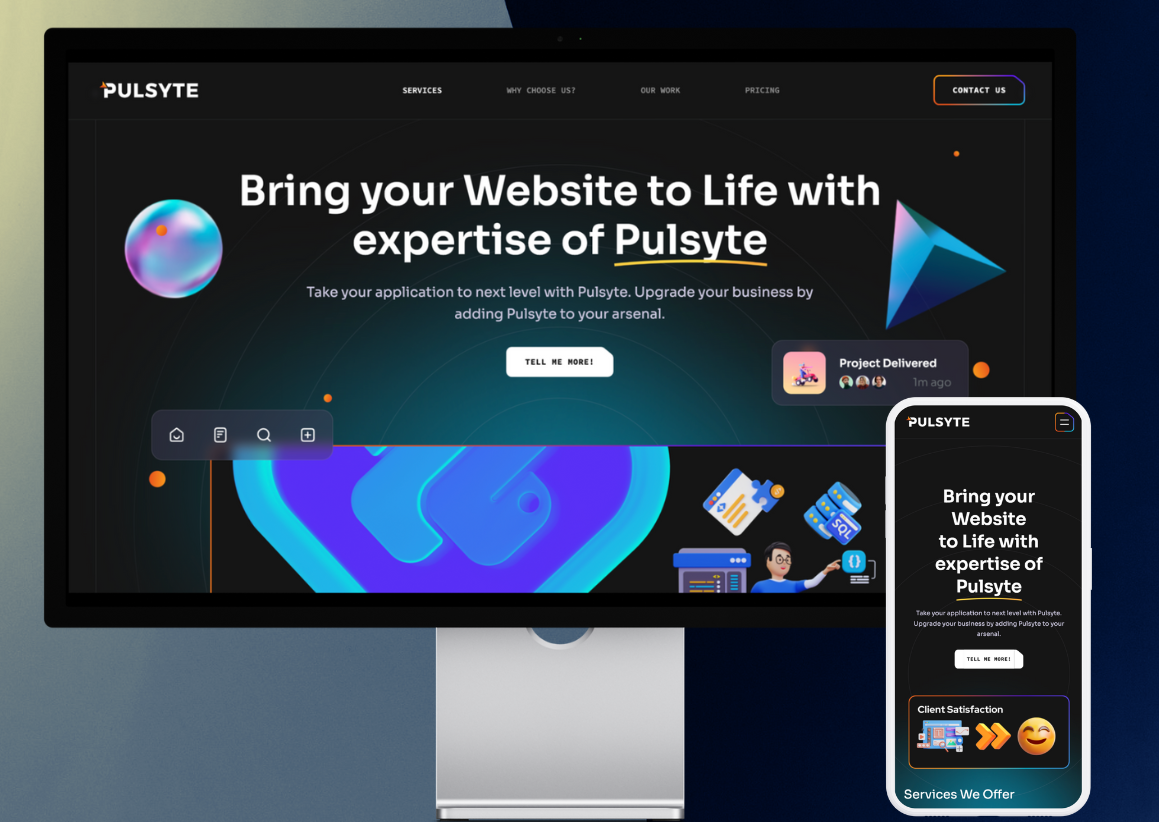 PULSYTE
SERVICES
WHY CHOOSE US?
OUR WORK
PRICING
CONTACT US
Bring your Website to Life with
expertise of Pulsyte
Take your application to next level with Pulsyte. Upgrade your business by
adding Pulsyte to your arsenal.
TELL ME MORE!
Project Delivered
1m ago
SQL
{}
PULSYTE
Bring your
Website
to Life with
expertise of
Pulsyte
Take your application to next level with Pulsyte.
Upgrade your business by adding Pulsyte to your
arsenal.
TELL ME MORE!
Client Satisfaction
Services We Offer